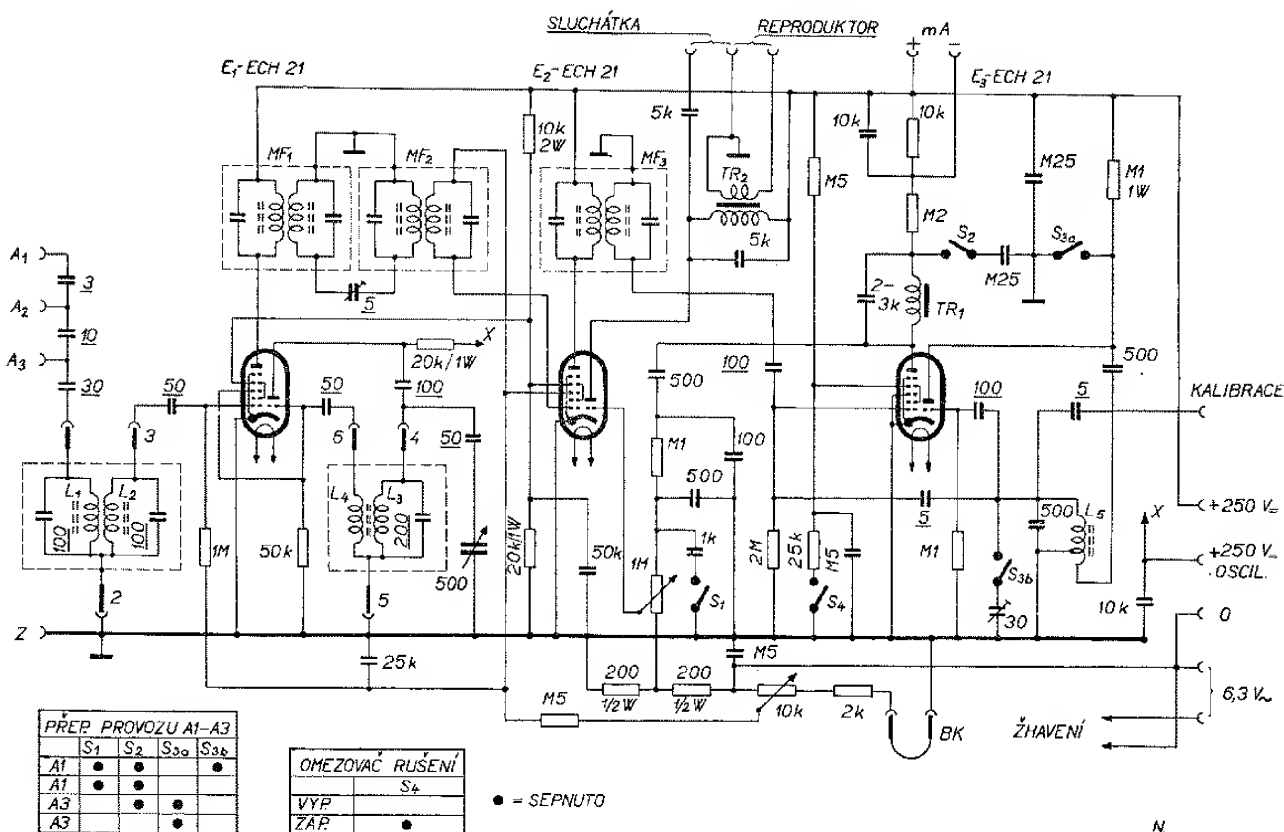 SLUCHÁTKA
REPRODUKTOR
+ mA -
E1-ECH 21
E2-ECH 21
E3-ECH 21
10k
2W
5k
10k
10k
MF1
MF2
MF3
TR2
M5
M25
M1
1W
M2
5k
S2
S3a
M25
A1
3
A2
10
A3
30
5
2-
3k
TR1
X
20k/1W
50
50
100
500
100
500
100
5
KALIBRACE
3
6
4
50
M1
100
500
5
L1
L2
L4
L3
100
100
200
1M
50k
500
20k/1W
50k
1M
1k
S1
2M
25k
M5
S4
M1
S3b
30
500
L5
X
+250 V=
+250 V=
OSCIL.
10k
0
2
5
Z
25k
M5
200
1/2W
200
1/2W
10k
2k
M5
BK
6,3 V~
ŽHAVENÍ
PŘEP. PROVOZU A1-A3
S1 S2 S3a S3b
A1 ● ● ●
A1 ● ●
A3 ● ●
A3 ●
OMEZOVAČ RUŠENÍ
S4
VYP.
ZAP. ●
● = SEPNUTO
N